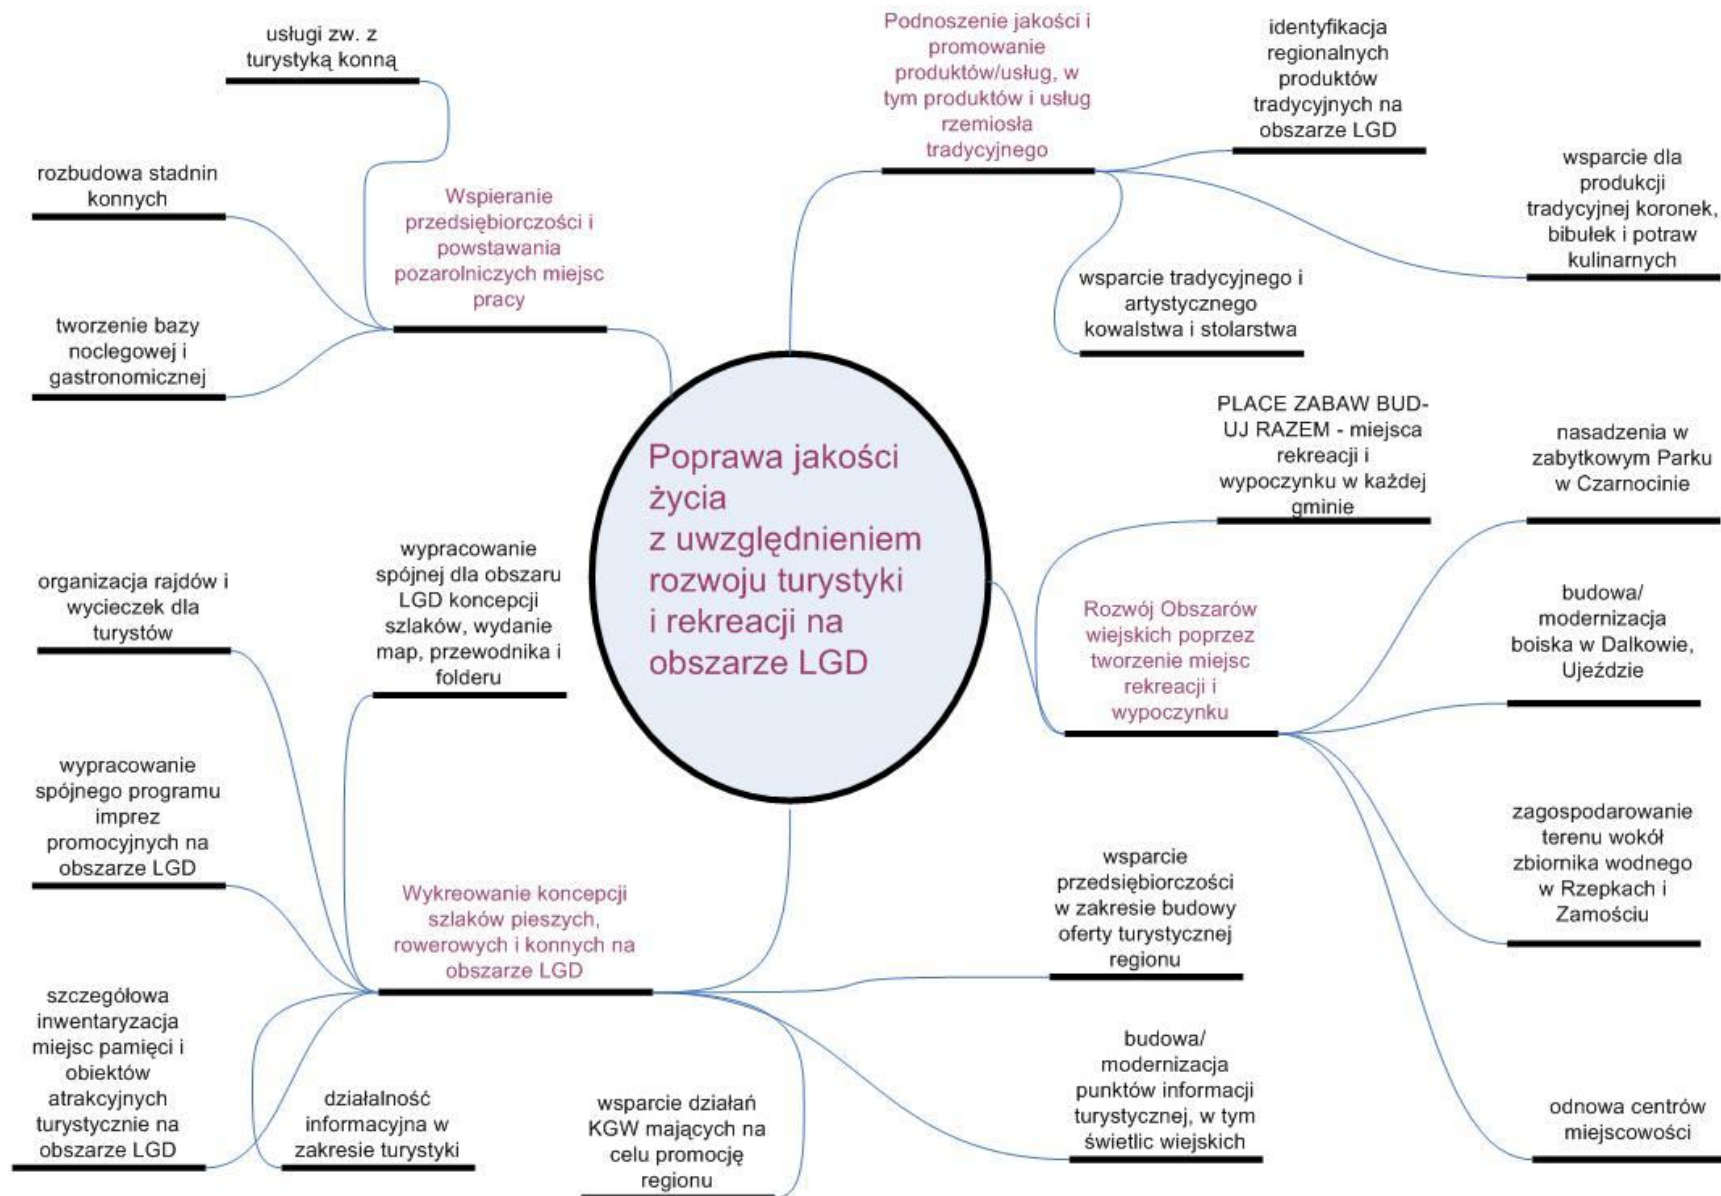 usługi zw. z
turystyką konną
rozbudowa stadnin
konnych
tworzenie bazy
noclegowej i
gastronomicznej
Wspieranie
przedsiębiorczości i
powstawania
pozarolniczych miejsc
pracy
Podnoszenie jakości i
promowanie
produktów/usług, w
tym produktów i usług
rzemiosła
tradycyjnego
identyfikacja
regionalnych
produktów
tradycyjnych na
obszarze LGD
wsparcie dla
produkcji
tradycyjnej koronek,
bibułek i potraw
kulinarnych
wsparcie tradycyjnego i
artystycznego
kowalstwa i stolarstwa
Poprawa jakości
życia
z uwzględnieniem
rozwoju turystyki
i rekreacji na
obszarze LGD
PLACE ZABAW BUD-
UJ RAZEM - miejsca
rekreacji i
wypoczynku w każdej
gminie
nasadzenia w
zabytkowym Parku
w Czarnocinie
Rozwój Obszarów
wiejskich poprzez
tworzenie miejsc
rekreacji i
wypoczynku
budowa/
modernizacja
boiska w Dalkowie,
Ujeździe
zagospodarowanie
terenu wokół
zbiornika wodnego
w Rzepkach i
Zamościu
odnowa centrów
miejscowości
organizacja rajdów i
wycieczek dla
turystów
wypracowanie
spójnej dla obszaru
LGD koncepcji
szlaków, wydanie
map, przewodnika i
folderu
wypracowanie
spójnego programu
imprez
promocyjnych na
obszarze LGD
Wykreowanie koncepcji
szlaków pieszych,
rowerowych i konnych na
obszarze LGD
szczegółowa
inwentaryzacja
miejsc pamięci i
obiektów
atrakcyjnych
turystycznie na
obszarze LGD
działalność
informacyjna w
zakresie turystyki
wsparcie działań
KGW mających na
celu promocję
regionu
wsparcie
przedsiębiorczości
w zakresie budowy
oferty turystycznej
regionu
budowa/
modernizacja
punktów informacji
turystycznej, w tym
świetlic wiejskich